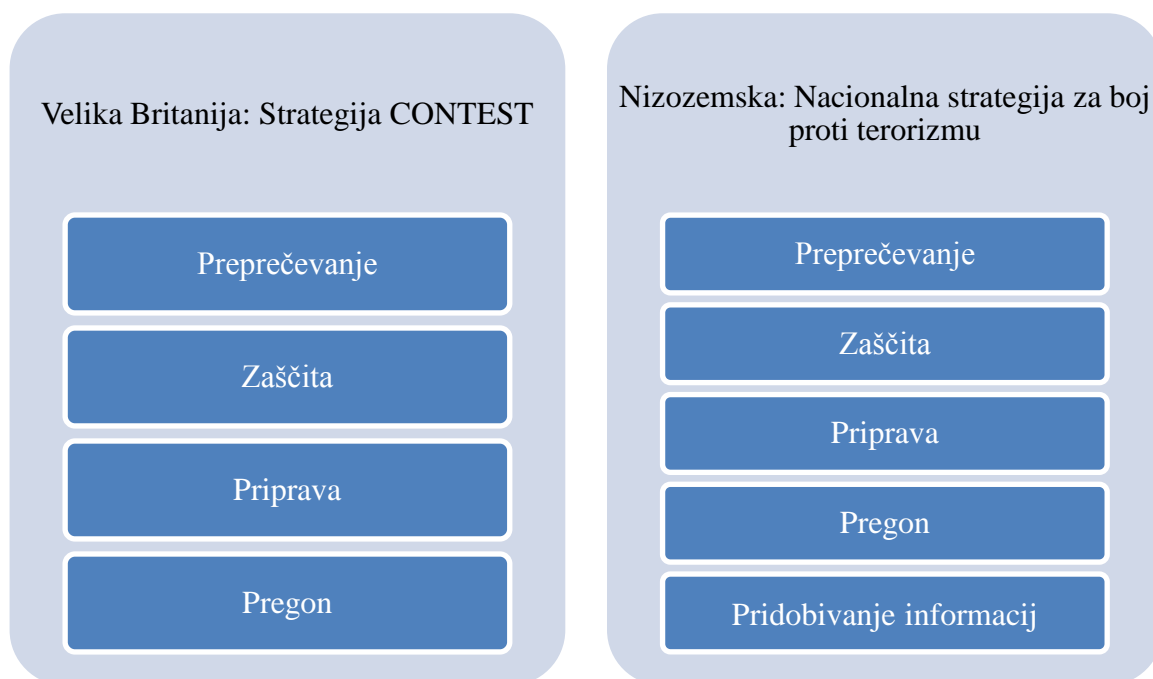 Velika Britanija: Strategija CONTEST
Preprečevanje
Zaščita
Priprava
Pregon
Nizozemska: Nacionalna strategija za boj
proti terorizmu
Preprečevanje
Zaščita
Priprava
Pregon
Pridobivanje informacij